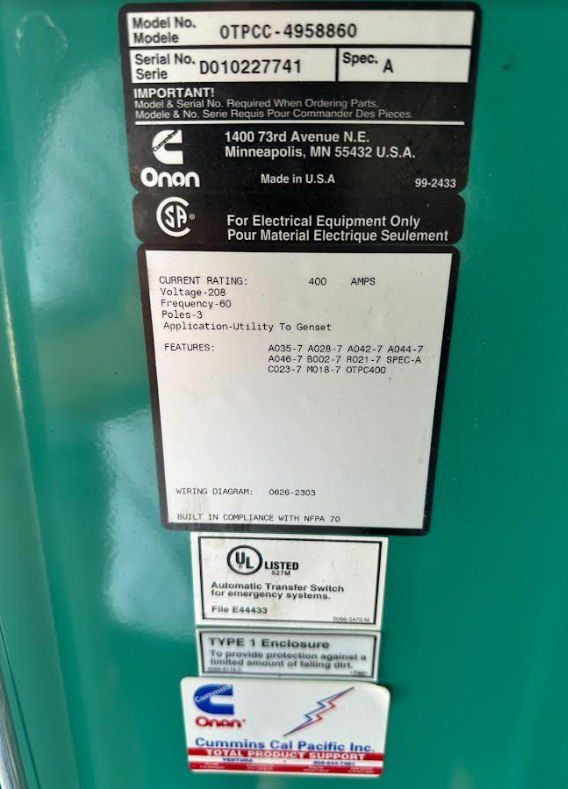 Model No. OTPCC-4958860
Modele
Serial No. D010227741 Spec. A
Serie
IMPORTANT!
Model & Serial No. Required When Ordering Parts.
Modele & No. Serie Requis Pour Commander Des Pieces.
Cummins
Onan
1400 73rd Avenue N.E.
Minneapolis, MN 55432 U.S.A.
Made in U.S.A
99-2433
SA®
For Electrical Equipment Only
Pour Material Electrique Seulement
CURRENT RATING: 400 AMPS
Voltage-208
Frequency-60
Poles-3
Application-Utility To Genset
FEATURES: A035-7 A028-7 A042-7 A044-7
A046-7 B002-7 R021-7 SPEC-A
C023-7 M018-7 OTPC400
WIRING DIAGRAM: 0626-2303
BUILT IN COMPLIANCE WITH NFPA 70
UL LISTED
527M
Automatic Transfer Switch
for emergency systems.
File E44433
TYPE 1 Enclosure
To provide protection against a
limited amount of falling dirt.
Cummins
Onan
Cummins Cal Pacific Inc.
TOTAL PRODUCT SUPPORT
VENTURA